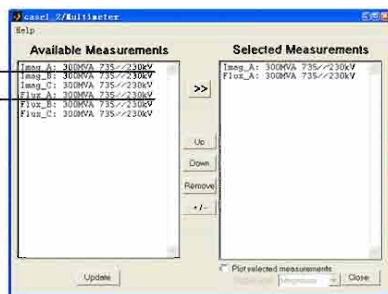 case1_2/Multimeter
Help
Available Measurements
Imag_A: 300MVA 735//230kV
Imag_B: 300MVA 735//230kV
Imag_C: 300MVA 735//230kV
Flux_A: 300MVA 735//230kV
Flux_B: 300MVA 735//230kV
Flux_C: 300MVA 735//230kV
Update
>>
Up
Down
Remove
+/-
Selected Measurements
Imag_A: 300MVA 735//230kV
Flux_A: 300MVA 735//230kV
Plot selected measurements
Close